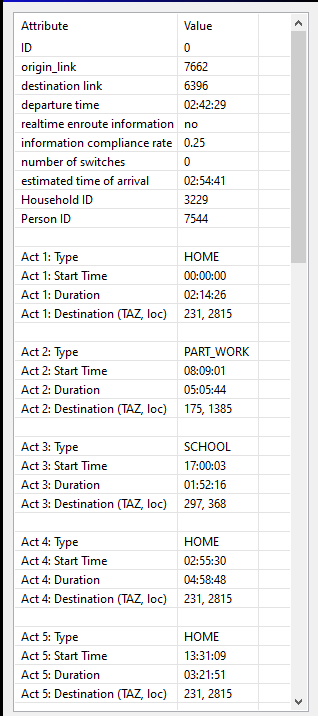 Attribute Value
ID 0
origin_link 7662
destination link 6396
departure time 02:42:29
realtime enroute information no
information compliance rate 0.25
number of switches 0
estimated time of arrival 02:54:41
Household ID 3229
Person ID 7544
Act 1: Type HOME
Act 1: Start Time 00:00:00
Act 1: Duration 02:14:26
Act 1: Destination (TAZ, loc) 231, 2815
Act 2: Type PART_WORK
Act 2: Start Time 08:09:01
Act 2: Duration 05:05:44
Act 2: Destination (TAZ, loc) 175, 1385
Act 3: Type SCHOOL
Act 3: Start Time 17:00:03
Act 3: Duration 01:52:16
Act 3: Destination (TAZ, loc) 297, 368
Act 4: Type HOME
Act 4: Start Time 02:55:30
Act 4: Duration 04:58:48
Act 4: Destination (TAZ, loc) 231, 2815
Act 5: Type HOME
Act 5: Start Time 13:31:09
Act 5: Duration 03:21:51
Act 5: Destination (TAZ, loc) 231, 2815